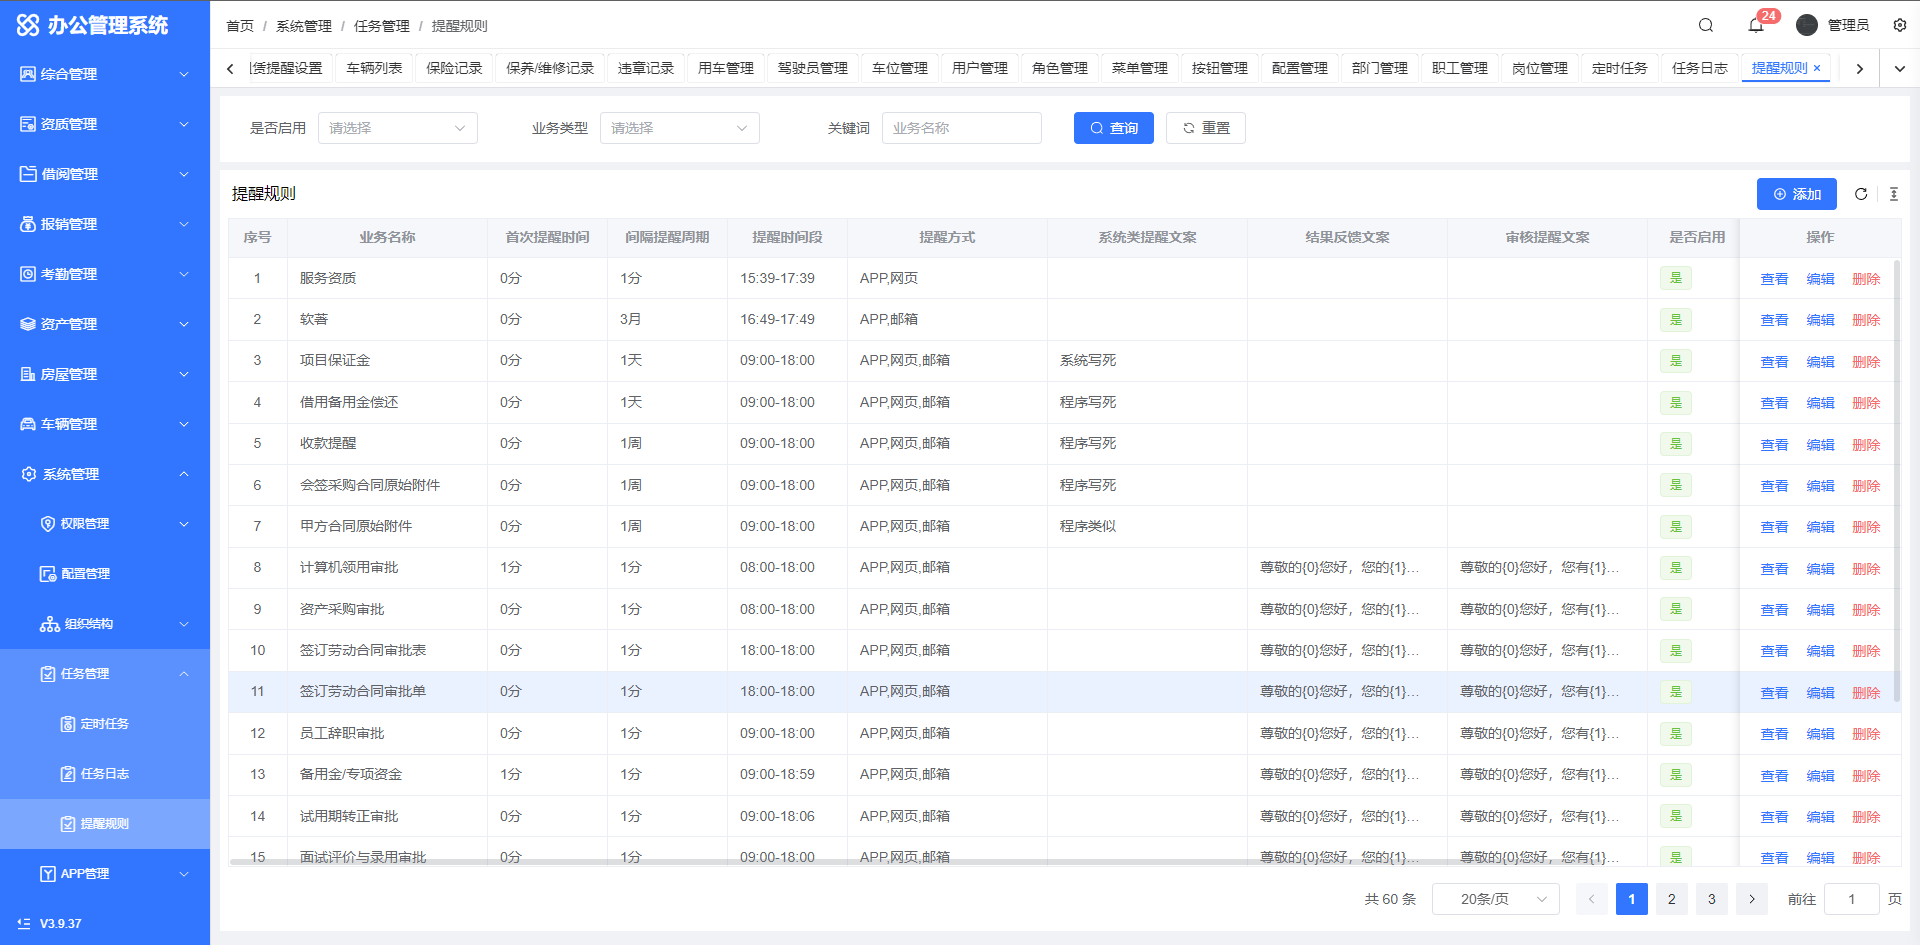 办公管理系统
综合管理
资质管理
借阅管理
报销管理
考勤管理
资产管理
房屋管理
车辆管理
系统管理
权限管理
配置管理
组织结构
任务管理
定时任务
任务日志
提醒规则
APP管理
V3.9.37
首页 / 系统管理 / 任务管理 / 提醒规则
24 管理员
赁提醒设置 车辆列表 保险记录 保养/维修记录 违章记录 用车管理 驾驶员管理 车位管理 用户管理 角色管理 菜单管理 按钮管理 配置管理 部门管理 职工管理 岗位管理 定时任务 任务日志 提醒规则 ×
是否启用 请选择 业务类型 请选择 关键词 业务名称 查询 重置
提醒规则 添加
序号 业务名称 首次提醒时间 间隔提醒周期 提醒时间段 提醒方式 系统类提醒文案 结果反馈文案 审核提醒文案 是否启用 操作
1 服务资质 0分 1分 15:39-17:39 APP,网页 是 查看 编辑 删除
2 软著 0分 3月 16:49-17:49 APP,邮箱 是 查看 编辑 删除
3 项目保证金 0分 1天 09:00-18:00 APP,网页,邮箱 系统写死 是 查看 编辑 删除
4 借用备用金偿还 0分 1天 09:00-18:00 APP,网页,邮箱 程序写死 是 查看 编辑 删除
5 收款提醒 0分 1周 09:00-18:00 APP,网页,邮箱 程序写死 是 查看 编辑 删除
6 会签采购合同原始附件 0分 1周 09:00-18:00 APP,网页,邮箱 程序写死 是 查看 编辑 删除
7 甲方合同原始附件 0分 1周 09:00-18:00 APP,网页,邮箱 程序类似 是 查看 编辑 删除
8 计算机领用审批 1分 1分 08:00-18:00 APP,网页,邮箱 尊敬的{0}您好，您的{1}... 尊敬的{0}您好，您有{1}... 是 查看 编辑 删除
9 资产采购审批 0分 1分 08:00-18:00 APP,网页,邮箱 尊敬的{0}您好，您的{1}... 尊敬的{0}您好，您有{1}... 是 查看 编辑 删除
10 签订劳动合同审批表 0分 1分 18:00-18:00 APP,网页,邮箱 尊敬的{0}您好，您的{1}... 尊敬的{0}您好，您有{1}... 是 查看 编辑 删除
11 签订劳动合同审批单 0分 1分 18:00-18:00 APP,网页,邮箱 尊敬的{0}您好，您的{1}... 尊敬的{0}您好，您有{1}... 是 查看 编辑 删除
12 员工辞职审批 0分 1分 09:00-18:00 APP,网页,邮箱 尊敬的{0}您好，您的{1}... 尊敬的{0}您好，您有{1}... 是 查看 编辑 删除
13 备用金/专项资金 1分 1分 09:00-18:59 APP,网页,邮箱 尊敬的{0}您好，您的{1}... 尊敬的{0}您好，您有{1}... 是 查看 编辑 删除
14 试用期转正审批 0分 1分 09:00-18:06 APP,网页,邮箱 尊敬的{0}您好，您的{1}... 尊敬的{0}您好，您有{1}... 是 查看 编辑 删除
15 面试评价与录用审批 0分 1分 09:00-18:00 APP,网页,邮箱 尊敬的{0}您好，您的{1}... 尊敬的{0}您好，您有{1}... 是 查看 编辑 删除
共 60 条 20条/页 1 2 3 前往 1 页